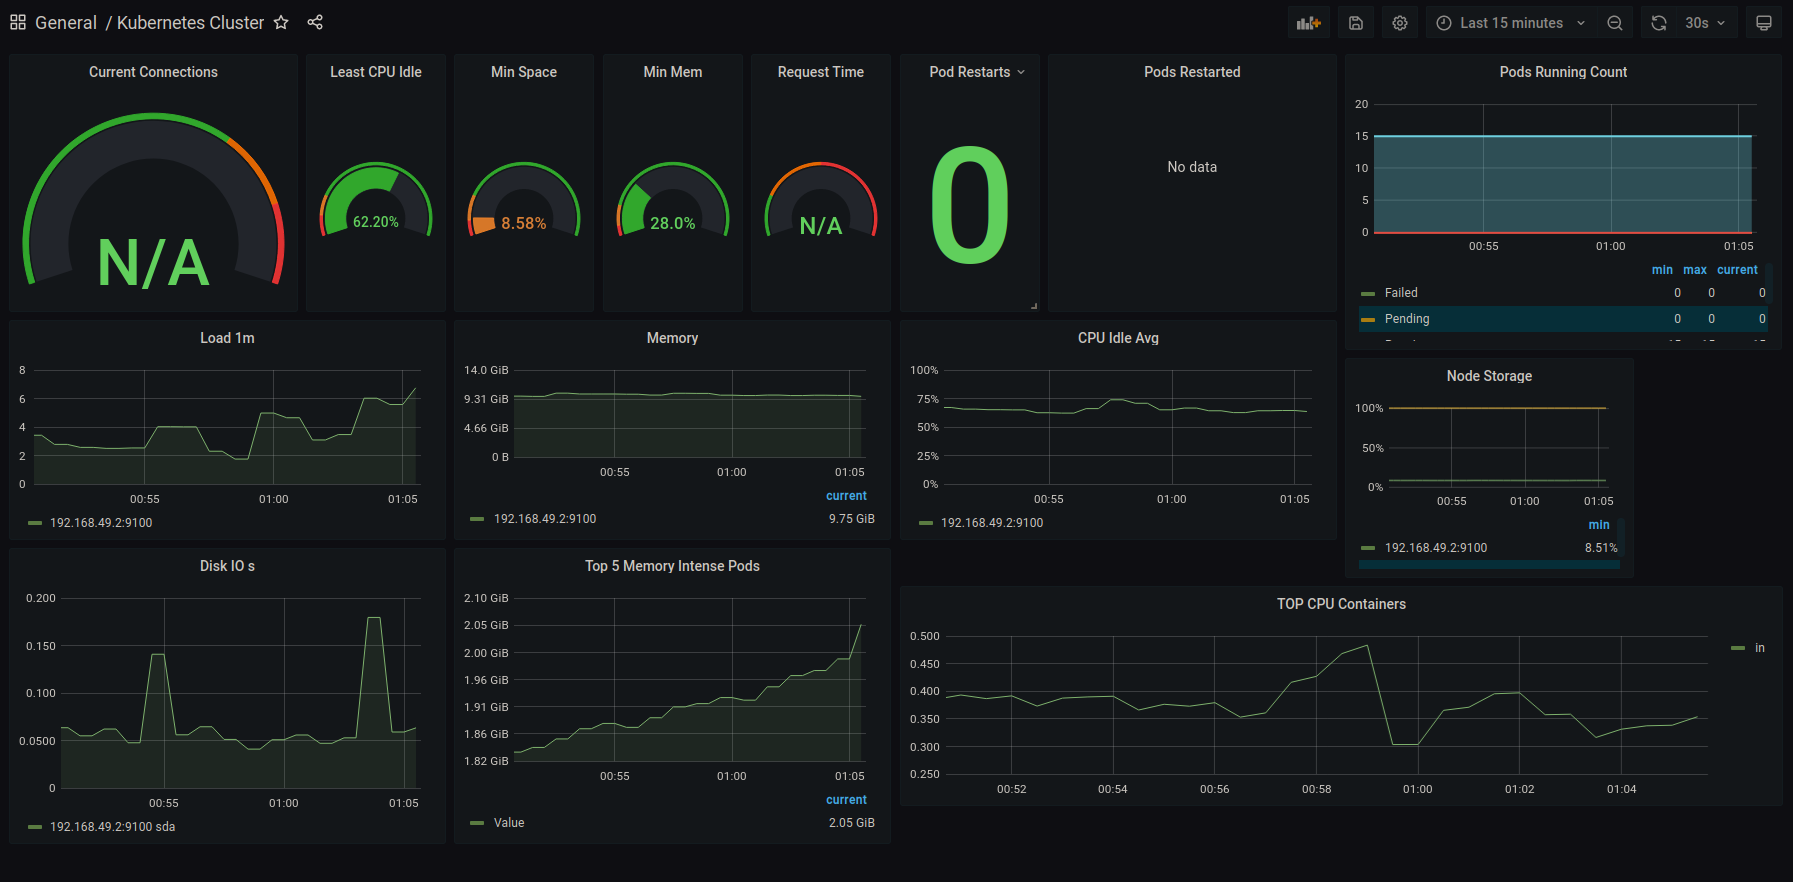 General / Kubernetes Cluster
Last 15 minutes
30s
Current Connections
N/A
Least CPU Idle
62.20%
Min Space
8.58%
Min Mem
28.0%
Request Time
N/A
Pod Restarts
0
Pods Restarted
No data
Pods Running Count
20
15
10
5
0
00:55 01:00 01:05
min max current
Failed 0 0 0
Pending 0 0 0
Load 1m
8
6
4
2
0
00:55 01:00 01:05
192.168.49.2:9100
Memory
14.0 GiB
9.31 GiB
4.66 GiB
0 B
00:55 01:00 01:05
current
192.168.49.2:9100 9.75 GiB
CPU Idle Avg
100%
75%
50%
25%
0%
00:55 01:00 01:05
192.168.49.2:9100
Node Storage
100%
50%
0%
00:55 01:00 01:05
min
192.168.49.2:9100 8.51%
Disk IO s
0.200
0.150
0.100
0.0500
0
00:55 01:00 01:05
192.168.49.2:9100 sda
Top 5 Memory Intense Pods
2.10 GiB
2.05 GiB
2.00 GiB
1.96 GiB
1.91 GiB
1.86 GiB
1.82 GiB
00:55 01:00 01:05
current
Value 2.05 GiB
TOP CPU Containers
0.500
0.450
0.400
0.350
0.300
0.250
00:52 00:54 00:56 00:58 01:00 01:02 01:04
in